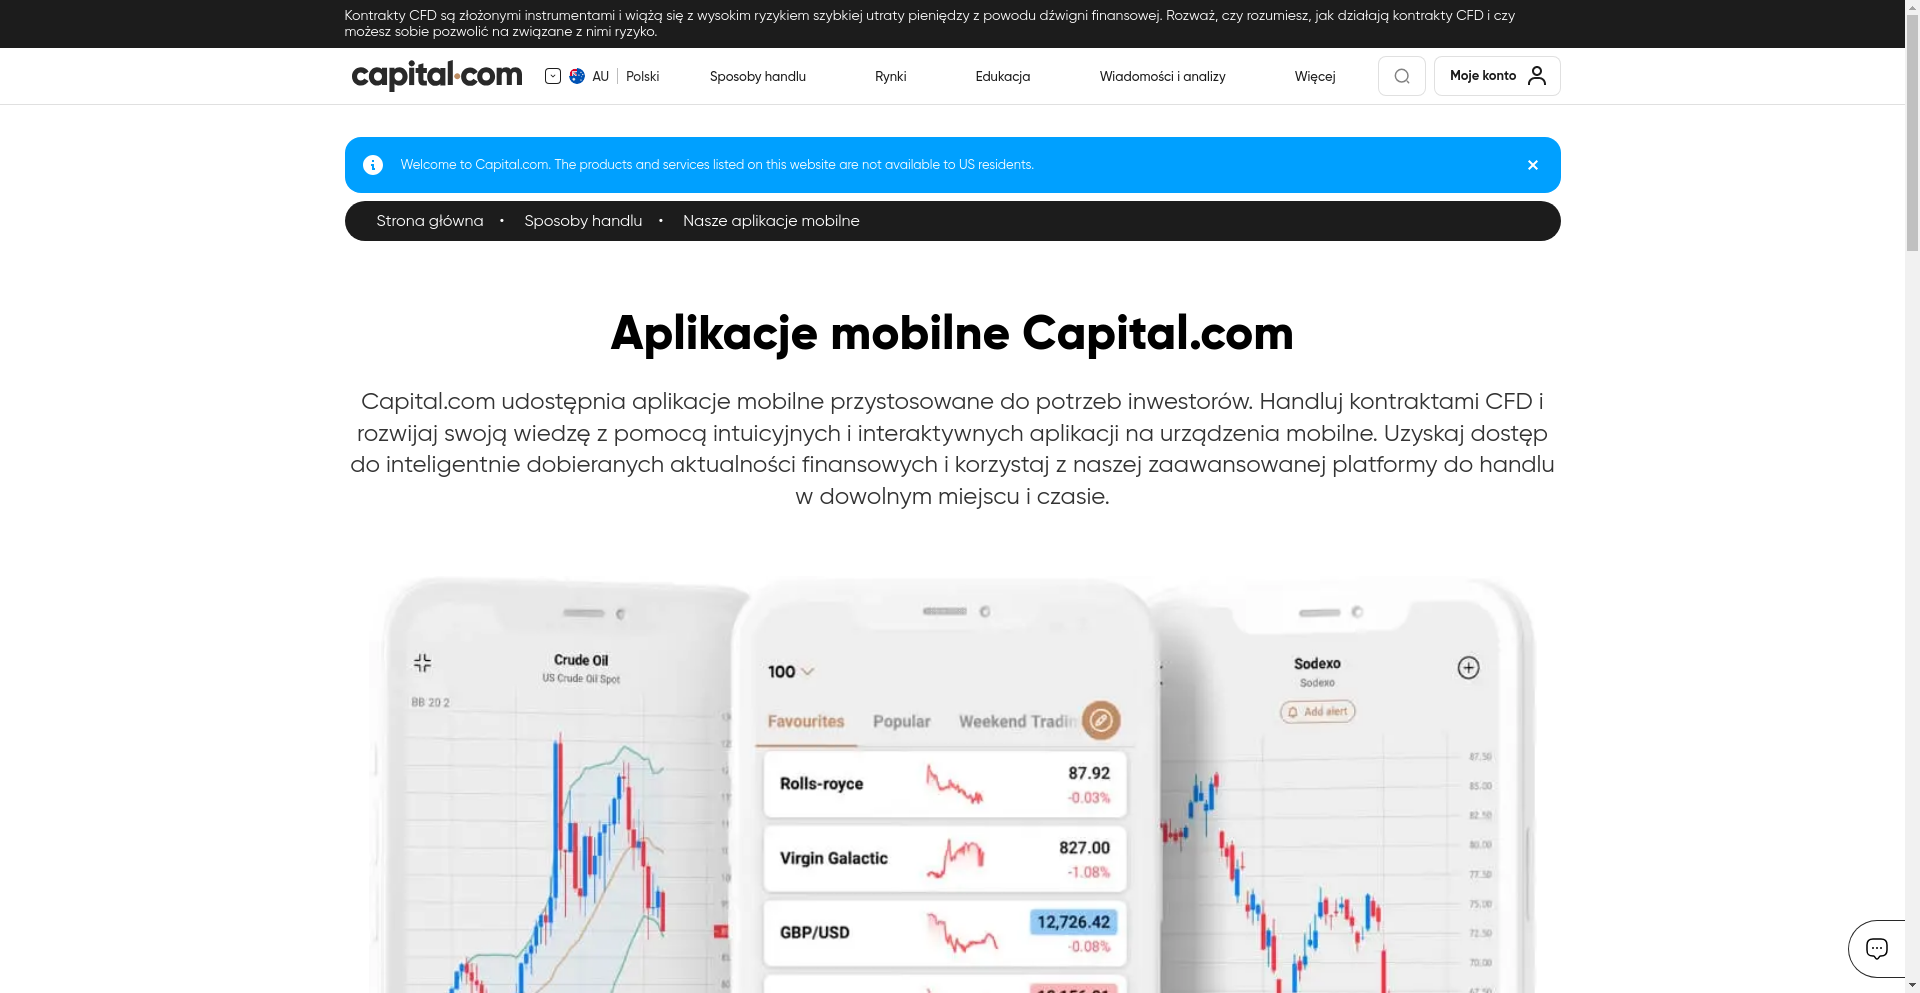 Kontrakty CFD są złożonymi instrumentami i wiążą się z wysokim ryzykiem szybkiej utraty pieniędzy z powodu dźwigni finansowej. Rozważ, czy rozumiesz, jak działają kontrakty CFD i czy
możesz sobie pozwolić na związane z nimi ryzyko.
capital.com
AU
Polski
Sposoby handlu
Rynki
Edukacja
Wiadomości i analizy
Więcej
Moje konto
Welcome to Capital.com. The products and services listed on this website are not available to US residents.
Strona główna
Sposoby handlu
Nasze aplikacje mobilne
Aplikacje mobilne Capital.com
Capital.com udostępnia aplikacje mobilne przystosowane do potrzeb inwestorów. Handluj kontraktami CFD i
rozwijaj swoją wiedzę z pomocą intuicyjnych i interaktywnych aplikacji na urządzenia mobilne. Uzyskaj dostęp
do inteligentnie dobieranych aktualności finansowych i korzystaj z naszej zaawansowanej platformy do handlu
w dowolnym miejscu i czasie.
Crude Oil
US Crude Oil Spot
BB 20 2
100
Favourites
Popular
Weekend Tradin
Rolls-royce
87.92
-0.03%
Virgin Galactic
827.00
-1.08%
GBP/USD
12,726.42
-0.08%
Sodexo
Sodexo
Add alert
87.50
85.00
82.50
80.00
77.50
75.00
72.50
70.00